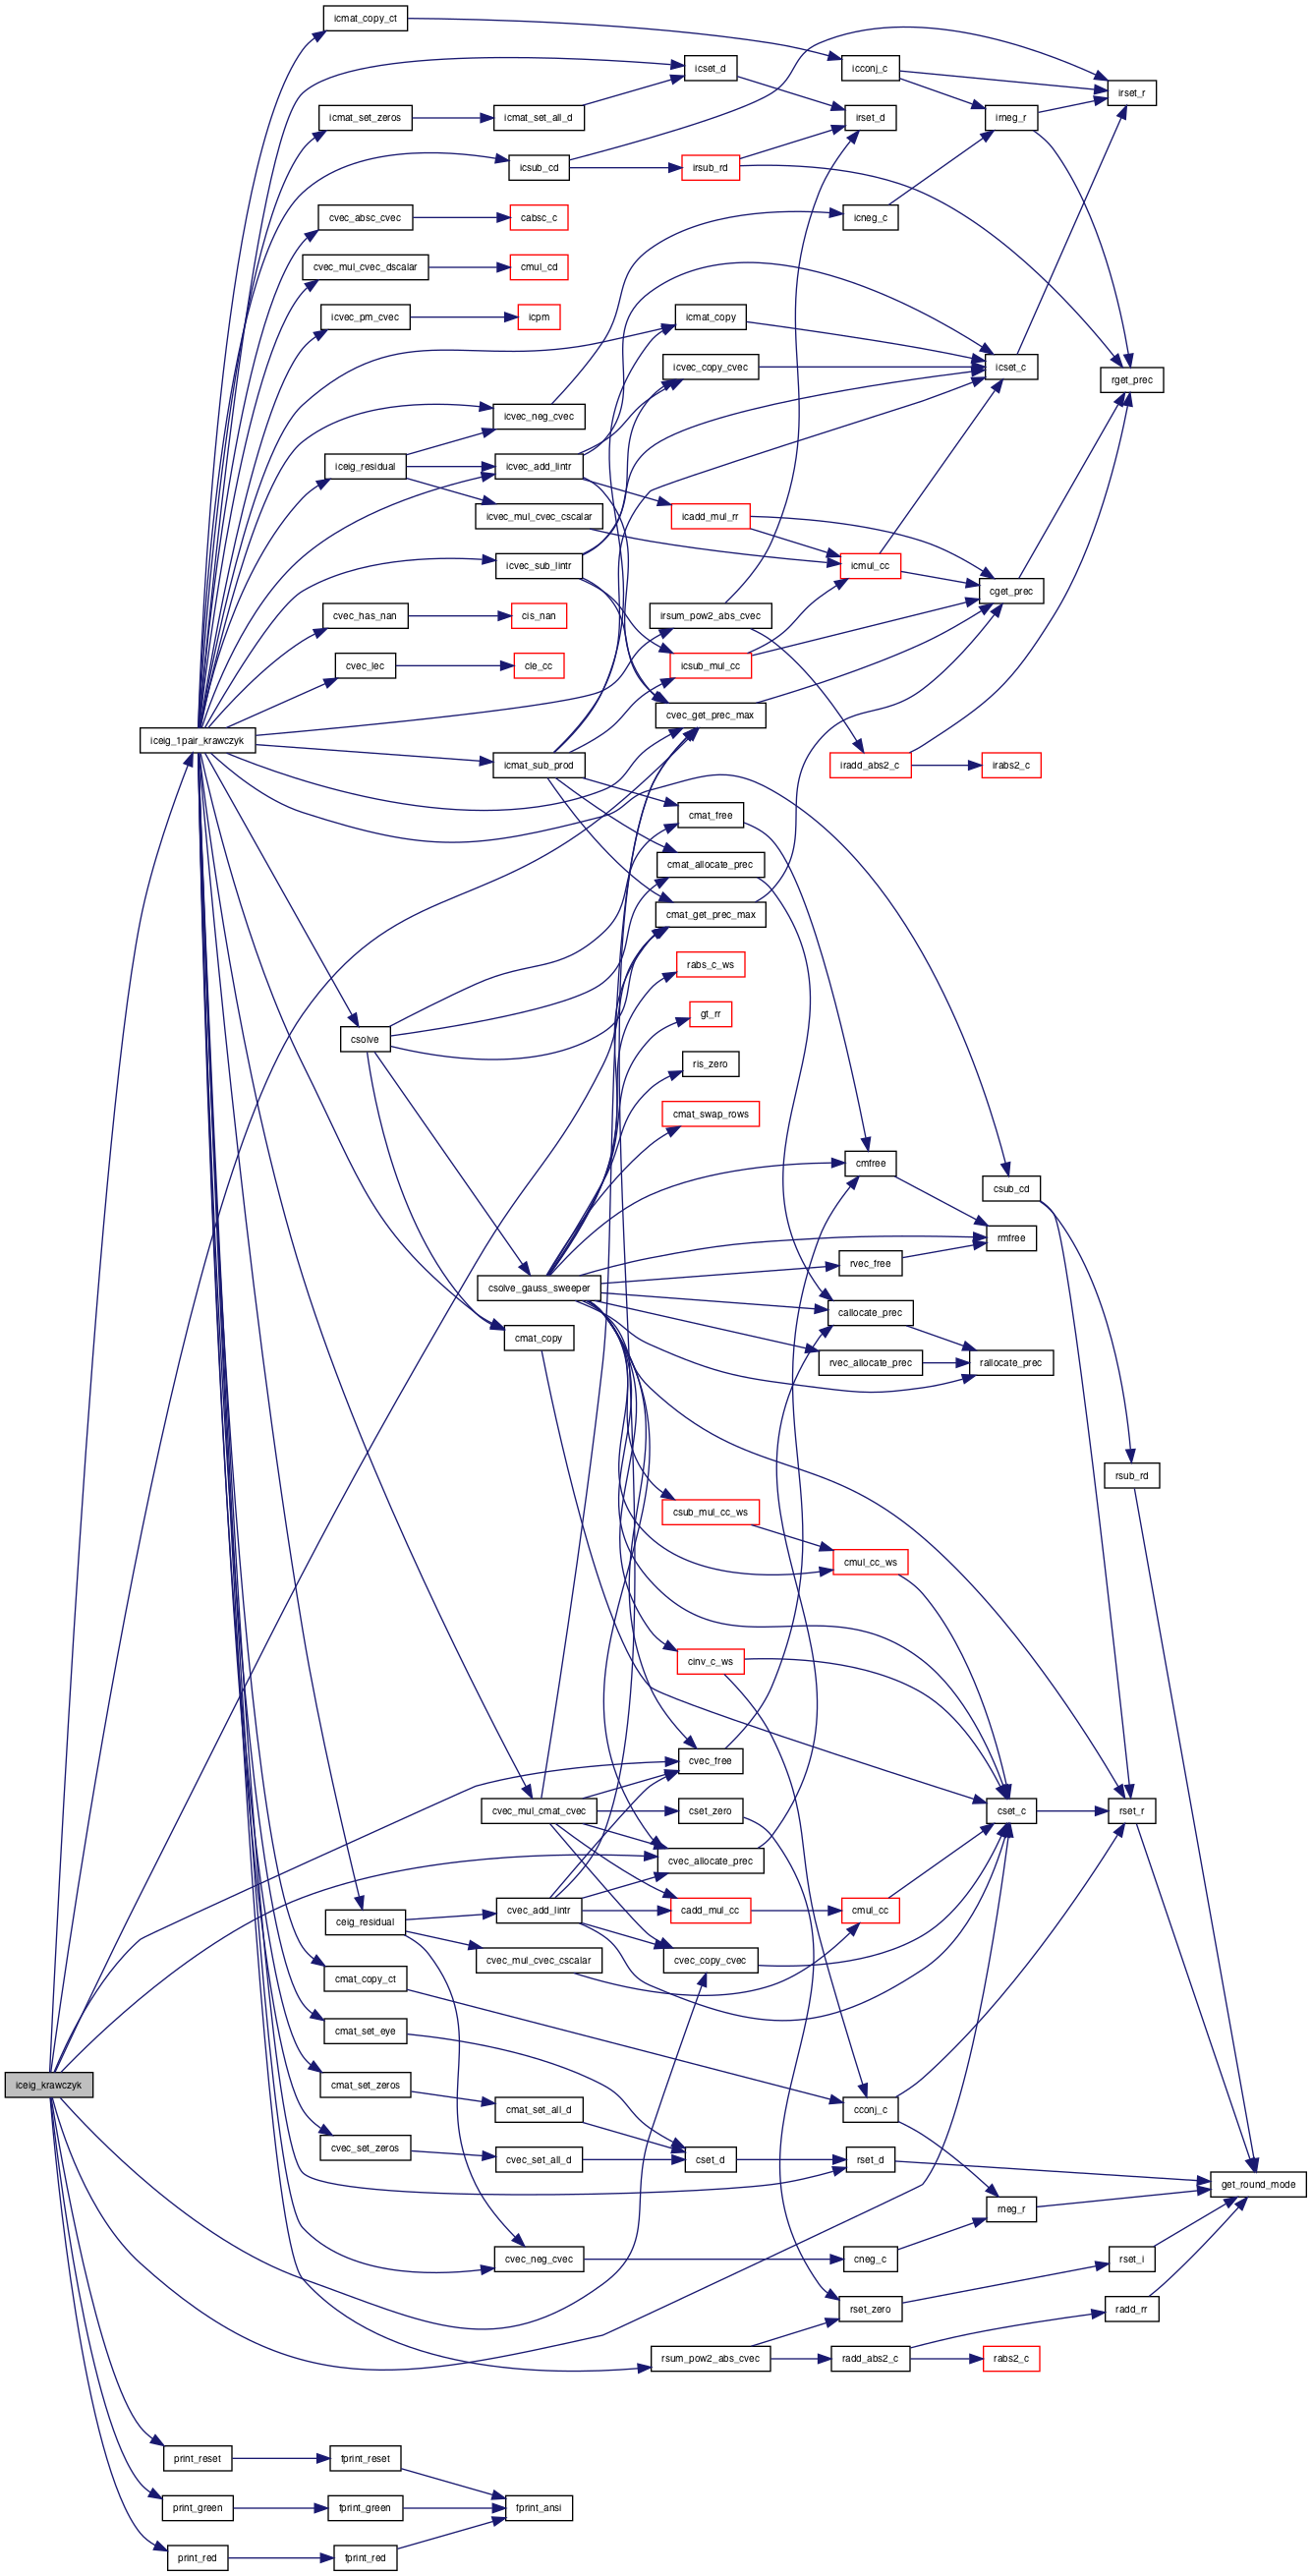 icmat_copy_ct
icset_d
icconj_c
irset_r
icmat_set_zeros
icmat_set_all_d
irset_d
imeg_r
icsub_cd
irsub_rd
cvec_absc_cvec
cabsc_c
icneg_c
cvec_mul_cvec_dscalar
cmul_cd
icvec_pm_cvec
icpm
icmat_copy
icvec_copy_cvec
icset_c
rget_prec
icvec_neg_cvec
iceig_residual
icvec_add_lintr
icvec_mul_cvec_cscalar
icadd_mul_rr
icvec_sub_lintr
icmul_cc
cget_prec
cvec_has_nan
cis_nan
irsum_pow2_abs_cvec
cvec_lec
cle_cc
icsub_mul_cc
cvec_get_prec_max
iceig_1pair_krawczyk
icmat_sub_prod
iradd_abs2_c
irabs2_c
cmat_free
cmat_allocate_prec
cmat_get_prec_max
rabs_c_ws
gt_rr
csolve
ris_zero
cmat_swap_rows
cmfree
csub_cd
rmfree
rvec_free
csolve_gauss_sweeper
callocate_prec
cmat_copy
rvec_allocate_prec
rallocate_prec
rsub_rd
csub_mul_cc_ws
cmul_cc_ws
cinv_c_ws
cvec_free
cvec_mul_cmat_cvec
cset_zero
cset_c
rset_r
cvec_allocate_prec
cvec_add_lintr
cadd_mul_cc
cmul_cc
ceig_residual
cvec_mul_cvec_cscalar
cvec_copy_cvec
cmat_copy_ct
cmat_set_eye
iceig_krawczyk
cmat_set_zeros
cmat_set_all_d
cconj_c
cvec_set_zeros
cvec_set_all_d
cset_d
rset_d
get_round_mode
rneg_r
cvec_neg_cvec
cneg_c
rset_i
rset_zero
radd_rr
rsum_pow2_abs_cvec
radd_abs2_c
rabs2_c
print_reset
fprint_reset
print_green
fprint_green
fprint_ansi
print_red
fprint_red